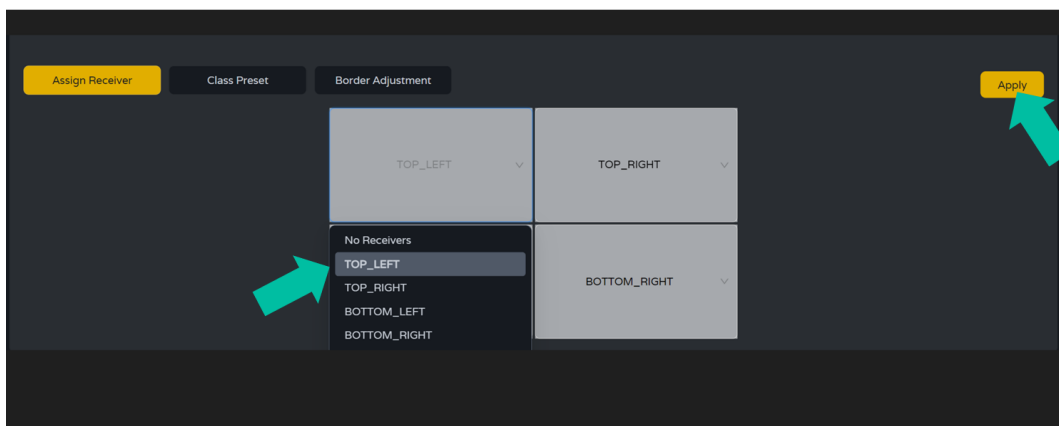 Assign Receiver
Class Preset
Border Adjustment
Apply
TOP_LEFT
TOP_RIGHT
No Receivers
TOP_LEFT
TOP_RIGHT
BOTTOM_LEFT
BOTTOM_RIGHT
BOTTOM_RIGHT